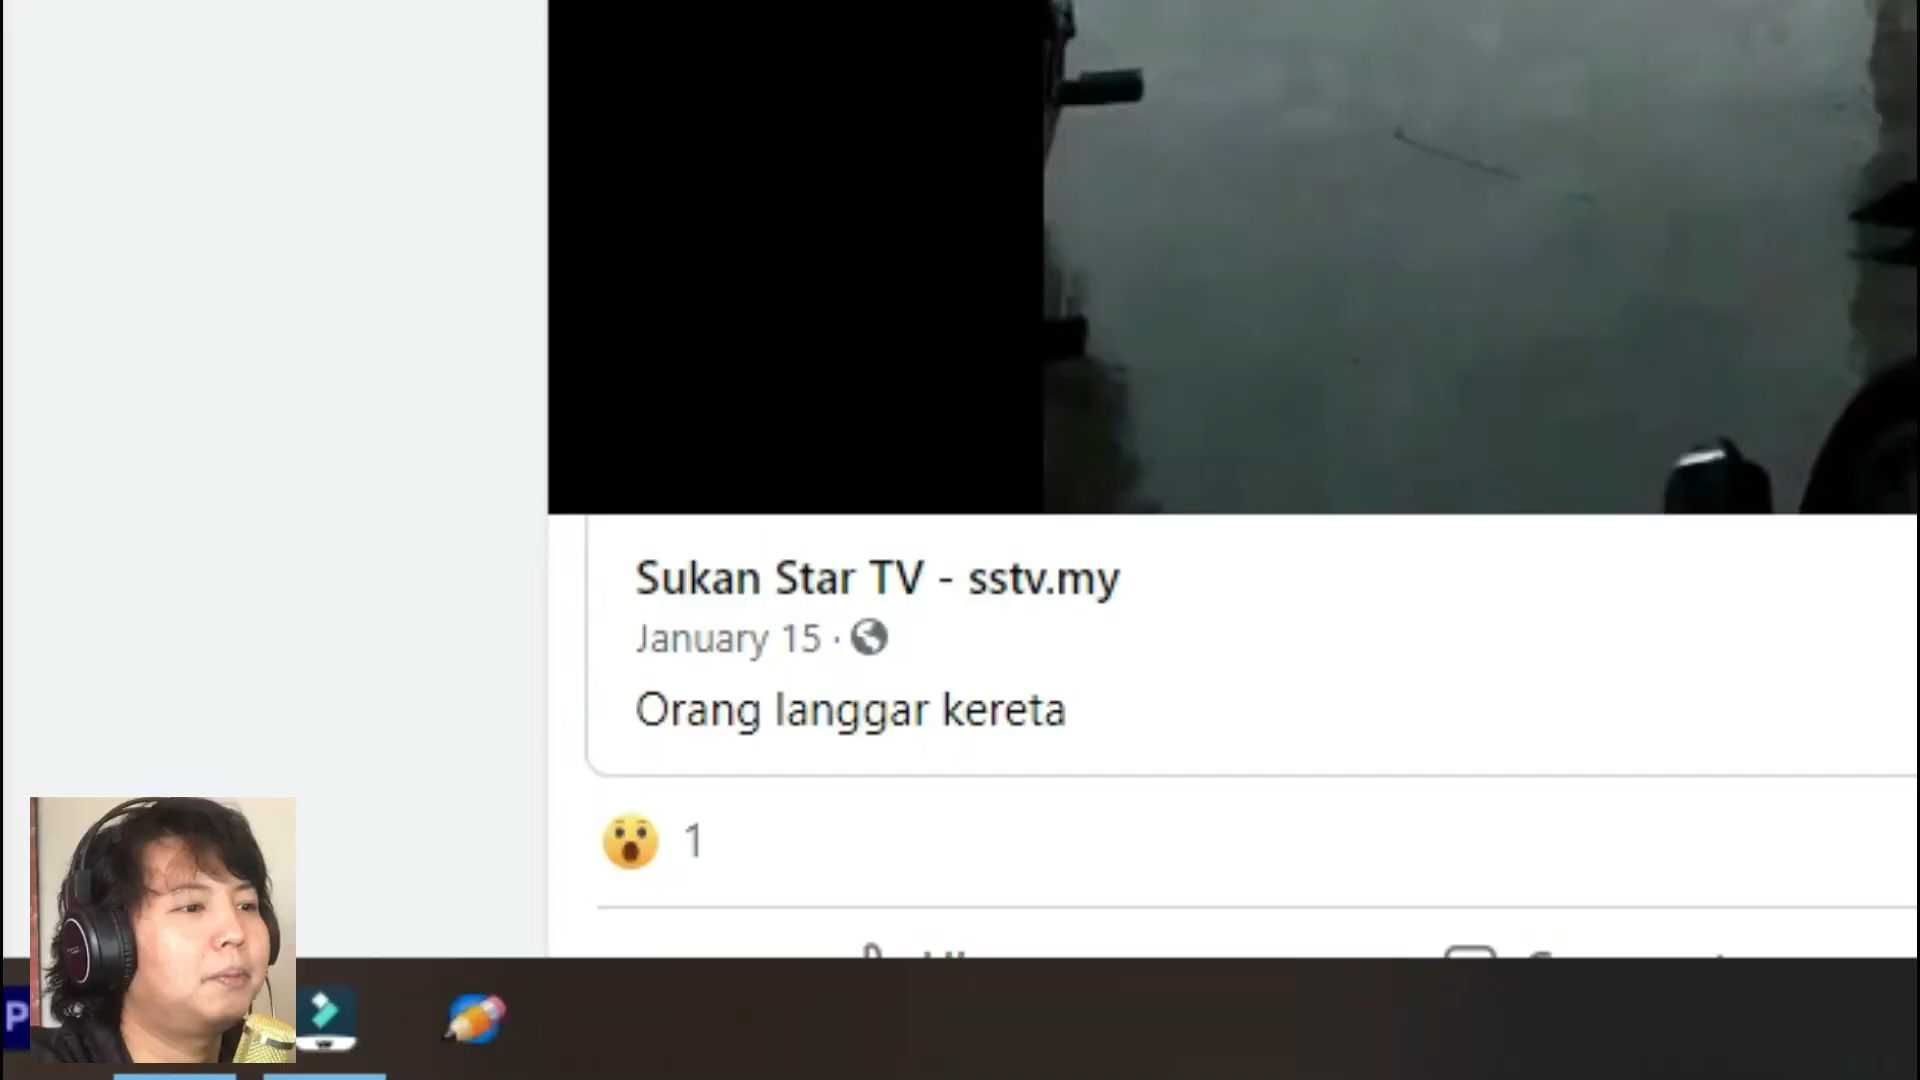 Sukan Star TV - sstv.my
January 15 ·
Orang langgar kereta
1
P